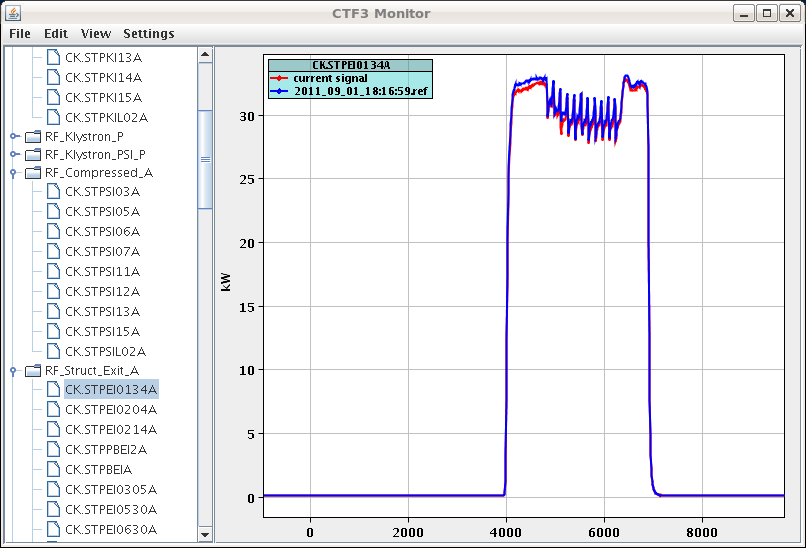 CTF3 Monitor
File Edit View Settings
CK.STPKI13A
CK.STPKI14A
CK.STPKI15A
CK.STPKIL02A
RF_Klystron_P
RF_Klystron_PSI_P
RF_Compressed_A
CK.STPSI03A
CK.STPSI05A
CK.STPSI06A
CK.STPSI07A
CK.STPSI11A
CK.STPSI12A
CK.STPSI13A
CK.STPSI15A
CK.STPSIL02A
RF_Struct_Exit_A
CK.STPEI0134A
CK.STPEI0204A
CK.STPEI0214A
CK.STPPBEI2A
CK.STPBEIA
CK.STPEI0305A
CK.STPEI0530A
CK.STPEI0630A
CK.STPEI0134A
current signal
2011_09_01_18:16:59.ref
kW
30
25
20
15
10
5
0
0 2000 4000 6000 8000